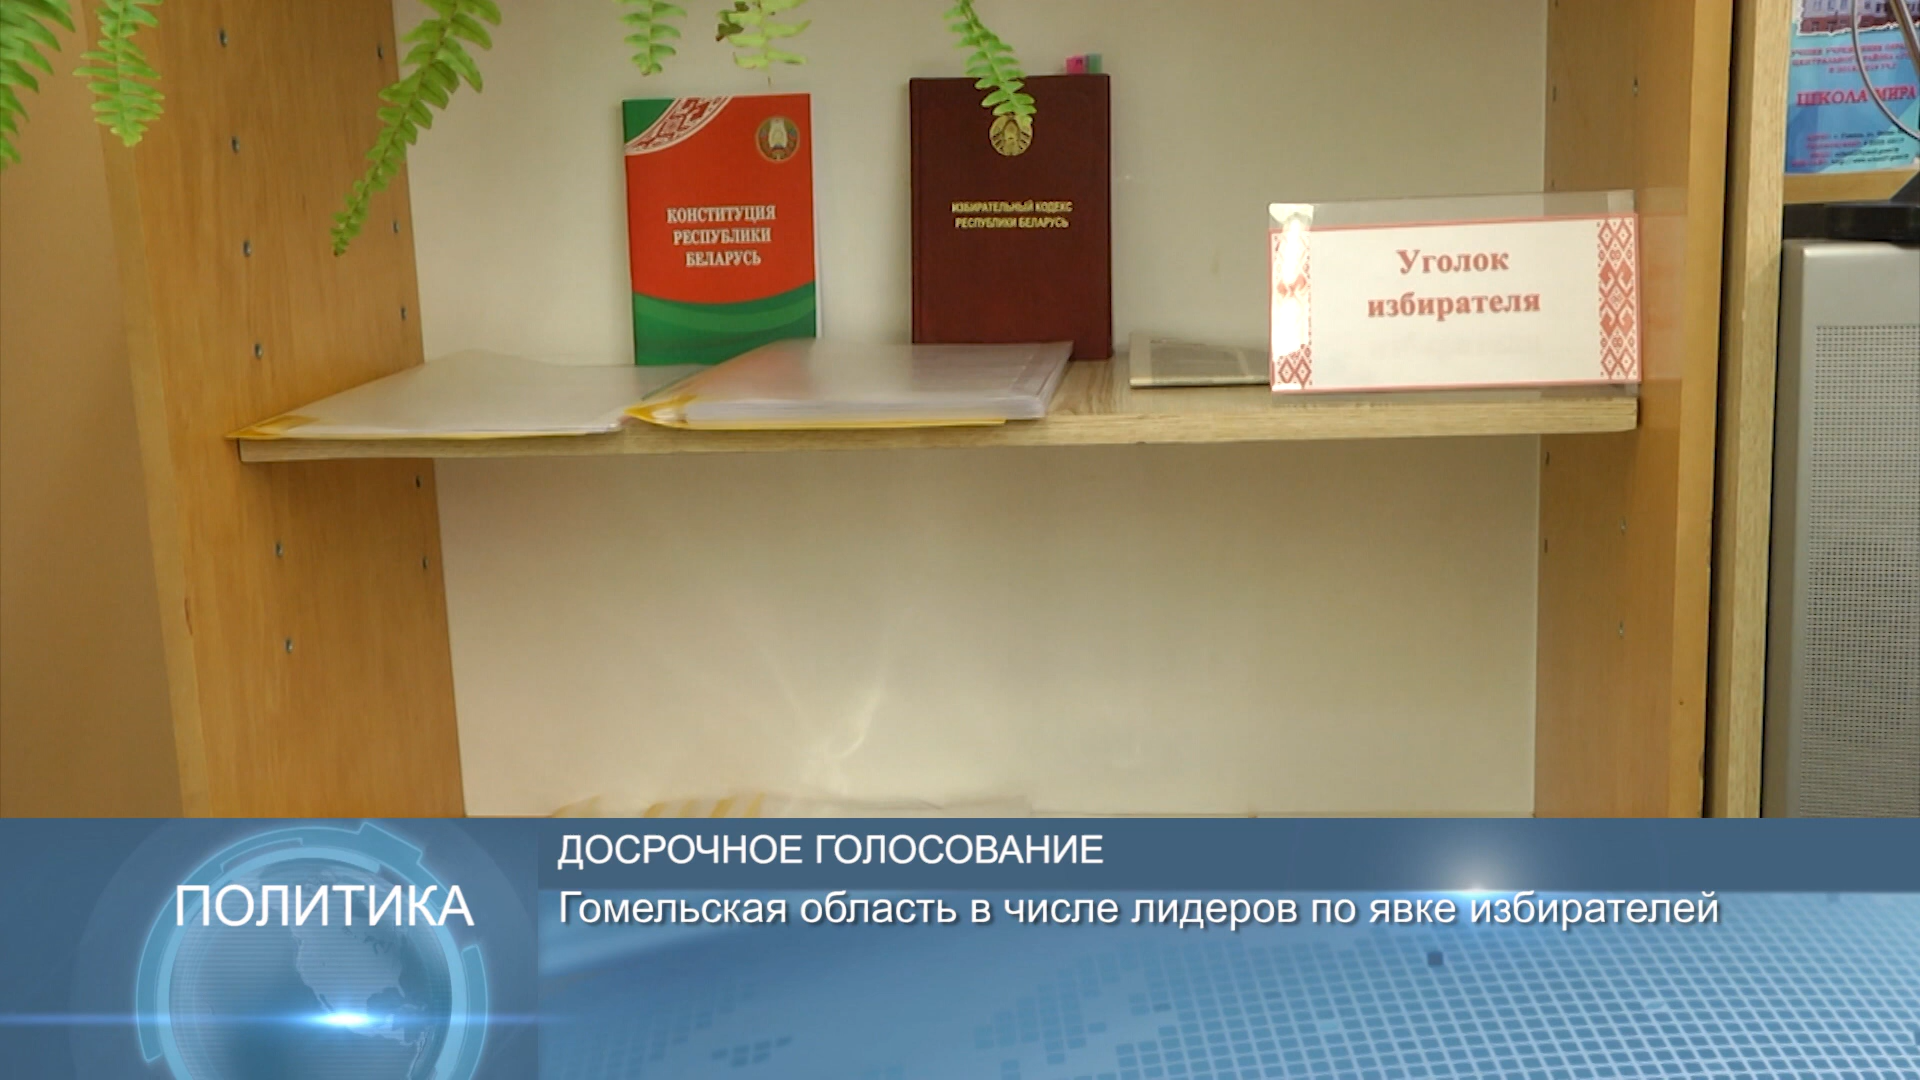 КОНСТИТУЦИЯ
РЕСПУБЛИКИ
БЕЛАРУСЬ
ИЗБИРАТЕЛЬНЫЙ КОДЕКС
РЕСПУБЛИКИ БЕЛАРУСЬ
Уголок
избирателя
ШКОЛА МИРА
ПОЛИТИКА
ДОСРОЧНОЕ ГОЛОСОВАНИЕ
Гомельская область в числе лидеров по явке избирателей